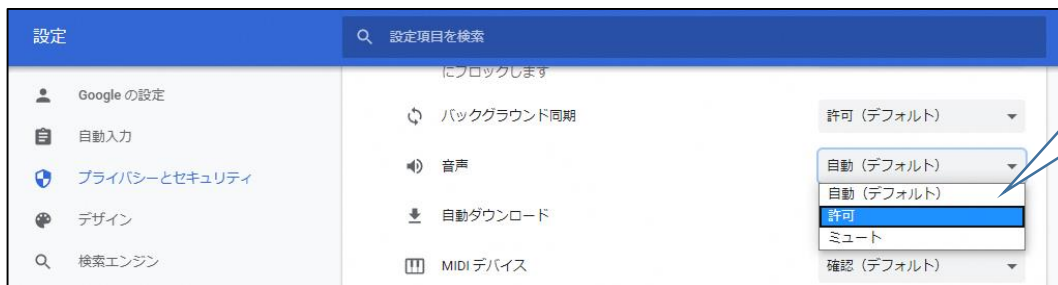 設定
設定項目を検索
にブロックします
Google の設定
自動入力
プライバシーとセキュリティ
デザイン
検索エンジン
バックグラウンド同期
許可（デフォルト）
音声
自動（デフォルト）
自動（デフォルト）
許可
ミュート
自動ダウンロード
MIDI デバイス
確認（デフォルト）